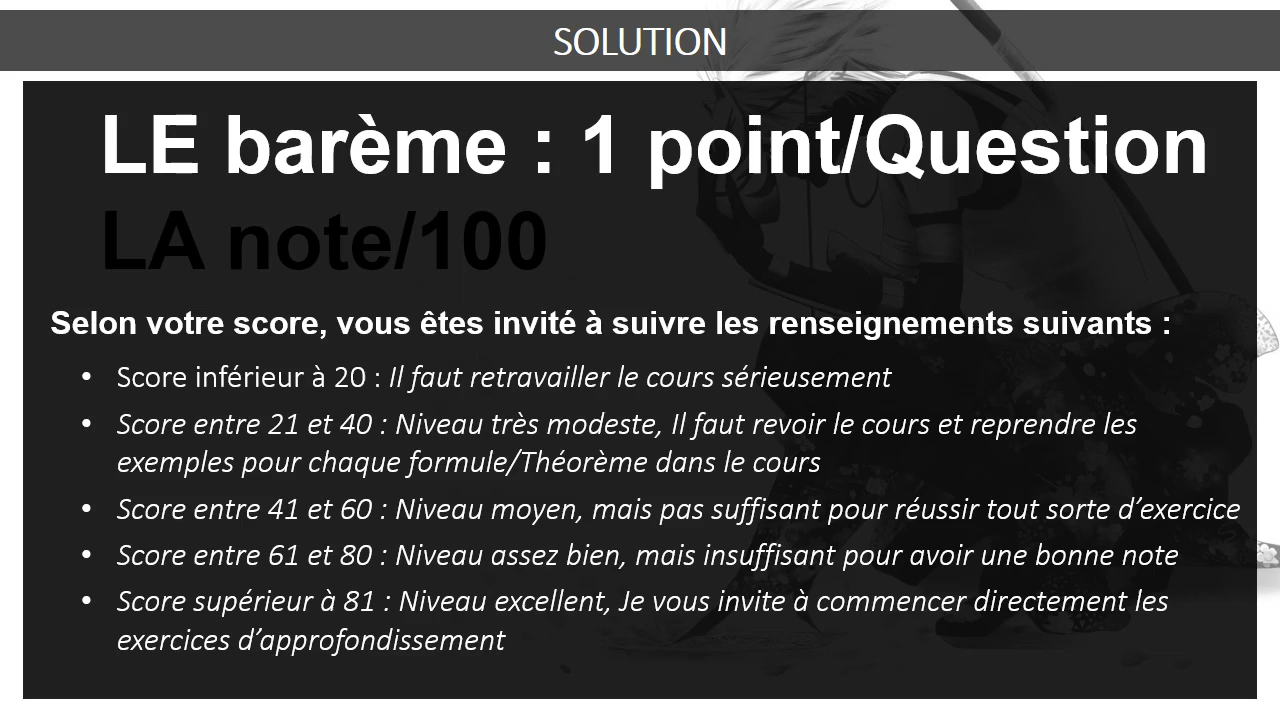 SOLUTION
LE barème : 1 point/Question
LA note/100
Selon votre score, vous êtes invité à suivre les renseignements suivants :
• Score inférieur à 20 : Il faut retravailler le cours sérieusement
• Score entre 21 et 40 : Niveau très modeste, Il faut revoir le cours et reprendre les
exemples pour chaque formule/Théorème dans le cours
• Score entre 41 et 60 : Niveau moyen, mais pas suffisant pour réussir tout sorte d’exercice
• Score entre 61 et 80 : Niveau assez bien, mais insuffisant pour avoir une bonne note
• Score supérieur à 81 : Niveau excellent, Je vous invite à commencer directement les
exercices d’approfondissement